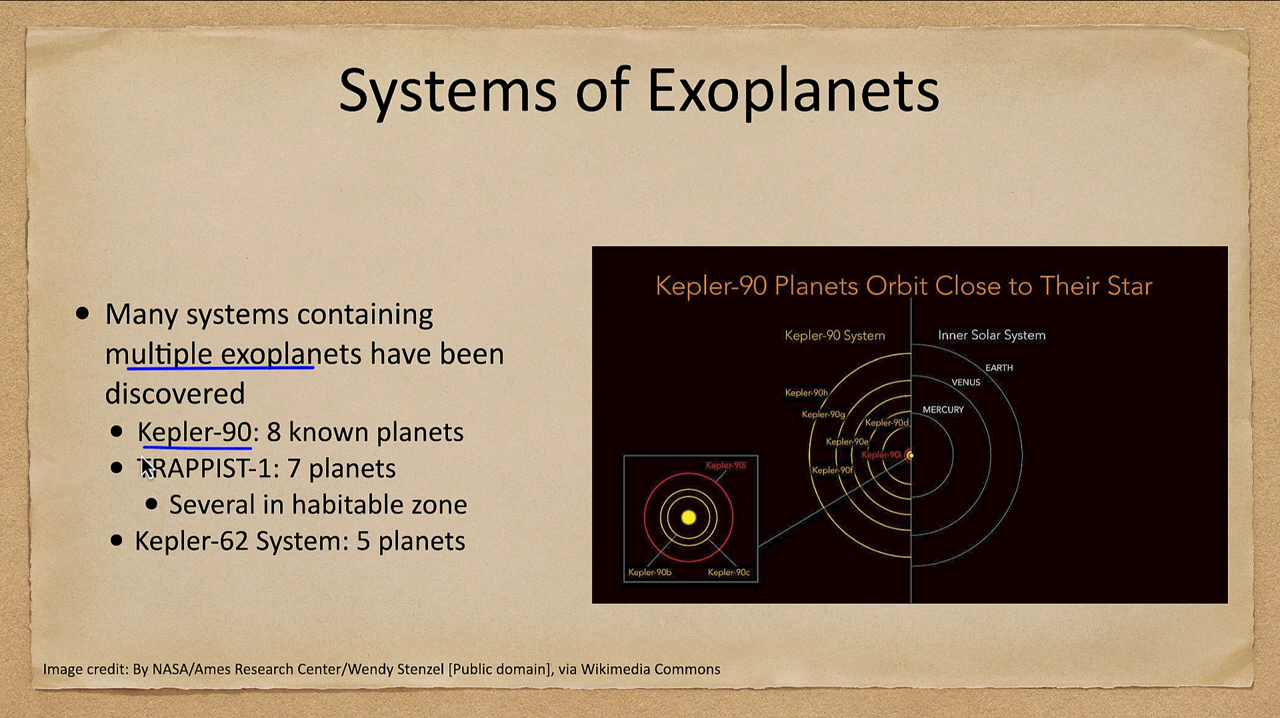 Systems of Exoplanets
• Many systems containing
multiple exoplanets have been
discovered
• Kepler-90: 8 known planets
• TRAPPIST-1: 7 planets
• Several in habitable zone
• Kepler-62 System: 5 planets
Kepler-90 Planets Orbit Close to Their Star
Kepler-90 System
Inner Solar System
EARTH
VENUS
MERCURY
Kepler-90h
Kepler-90g
Kepler-90d
Kepler-90e
Kepler-90i
Kepler-90f
Kepler-90i
Kepler-90b
Kepler-90c
Image credit: By NASA/Ames Research Center/Wendy Stenzel [Public domain], via Wikimedia Commons